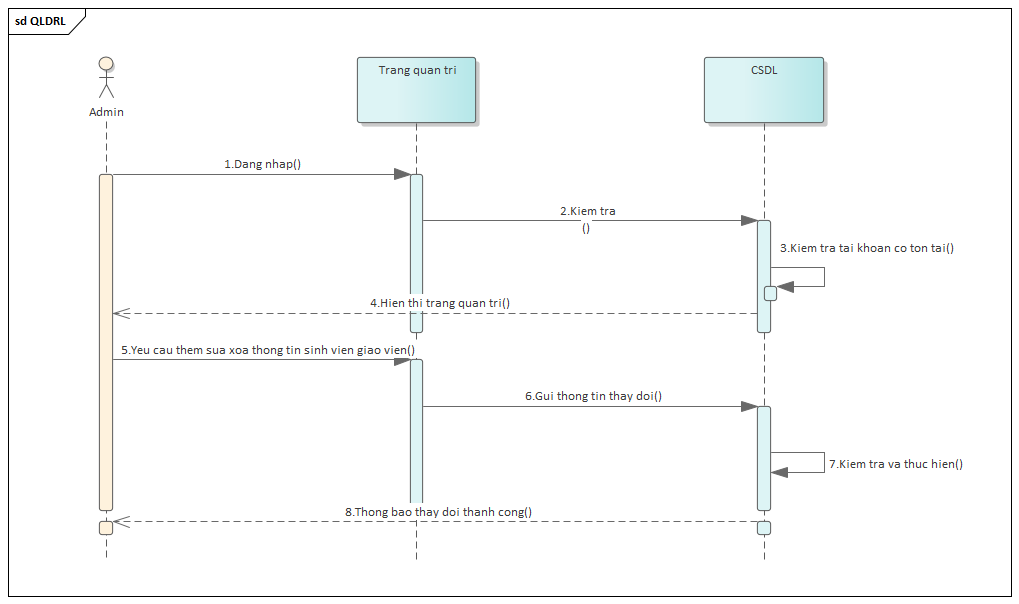 sd QLDRL
Trang quan tri
CSDL
Admin
1.Dang nhap()
2.Kiem tra
()
3.Kiem tra tai khoan co ton tai()
4.Hien thi trang quan tri()
5.Yeu cau them sua xoa thong tin sinh vien giao vien()
6.Gui thong tin thay doi()
7.Kiem tra va thuc hien()
8.Thong bao thay doi thanh cong()